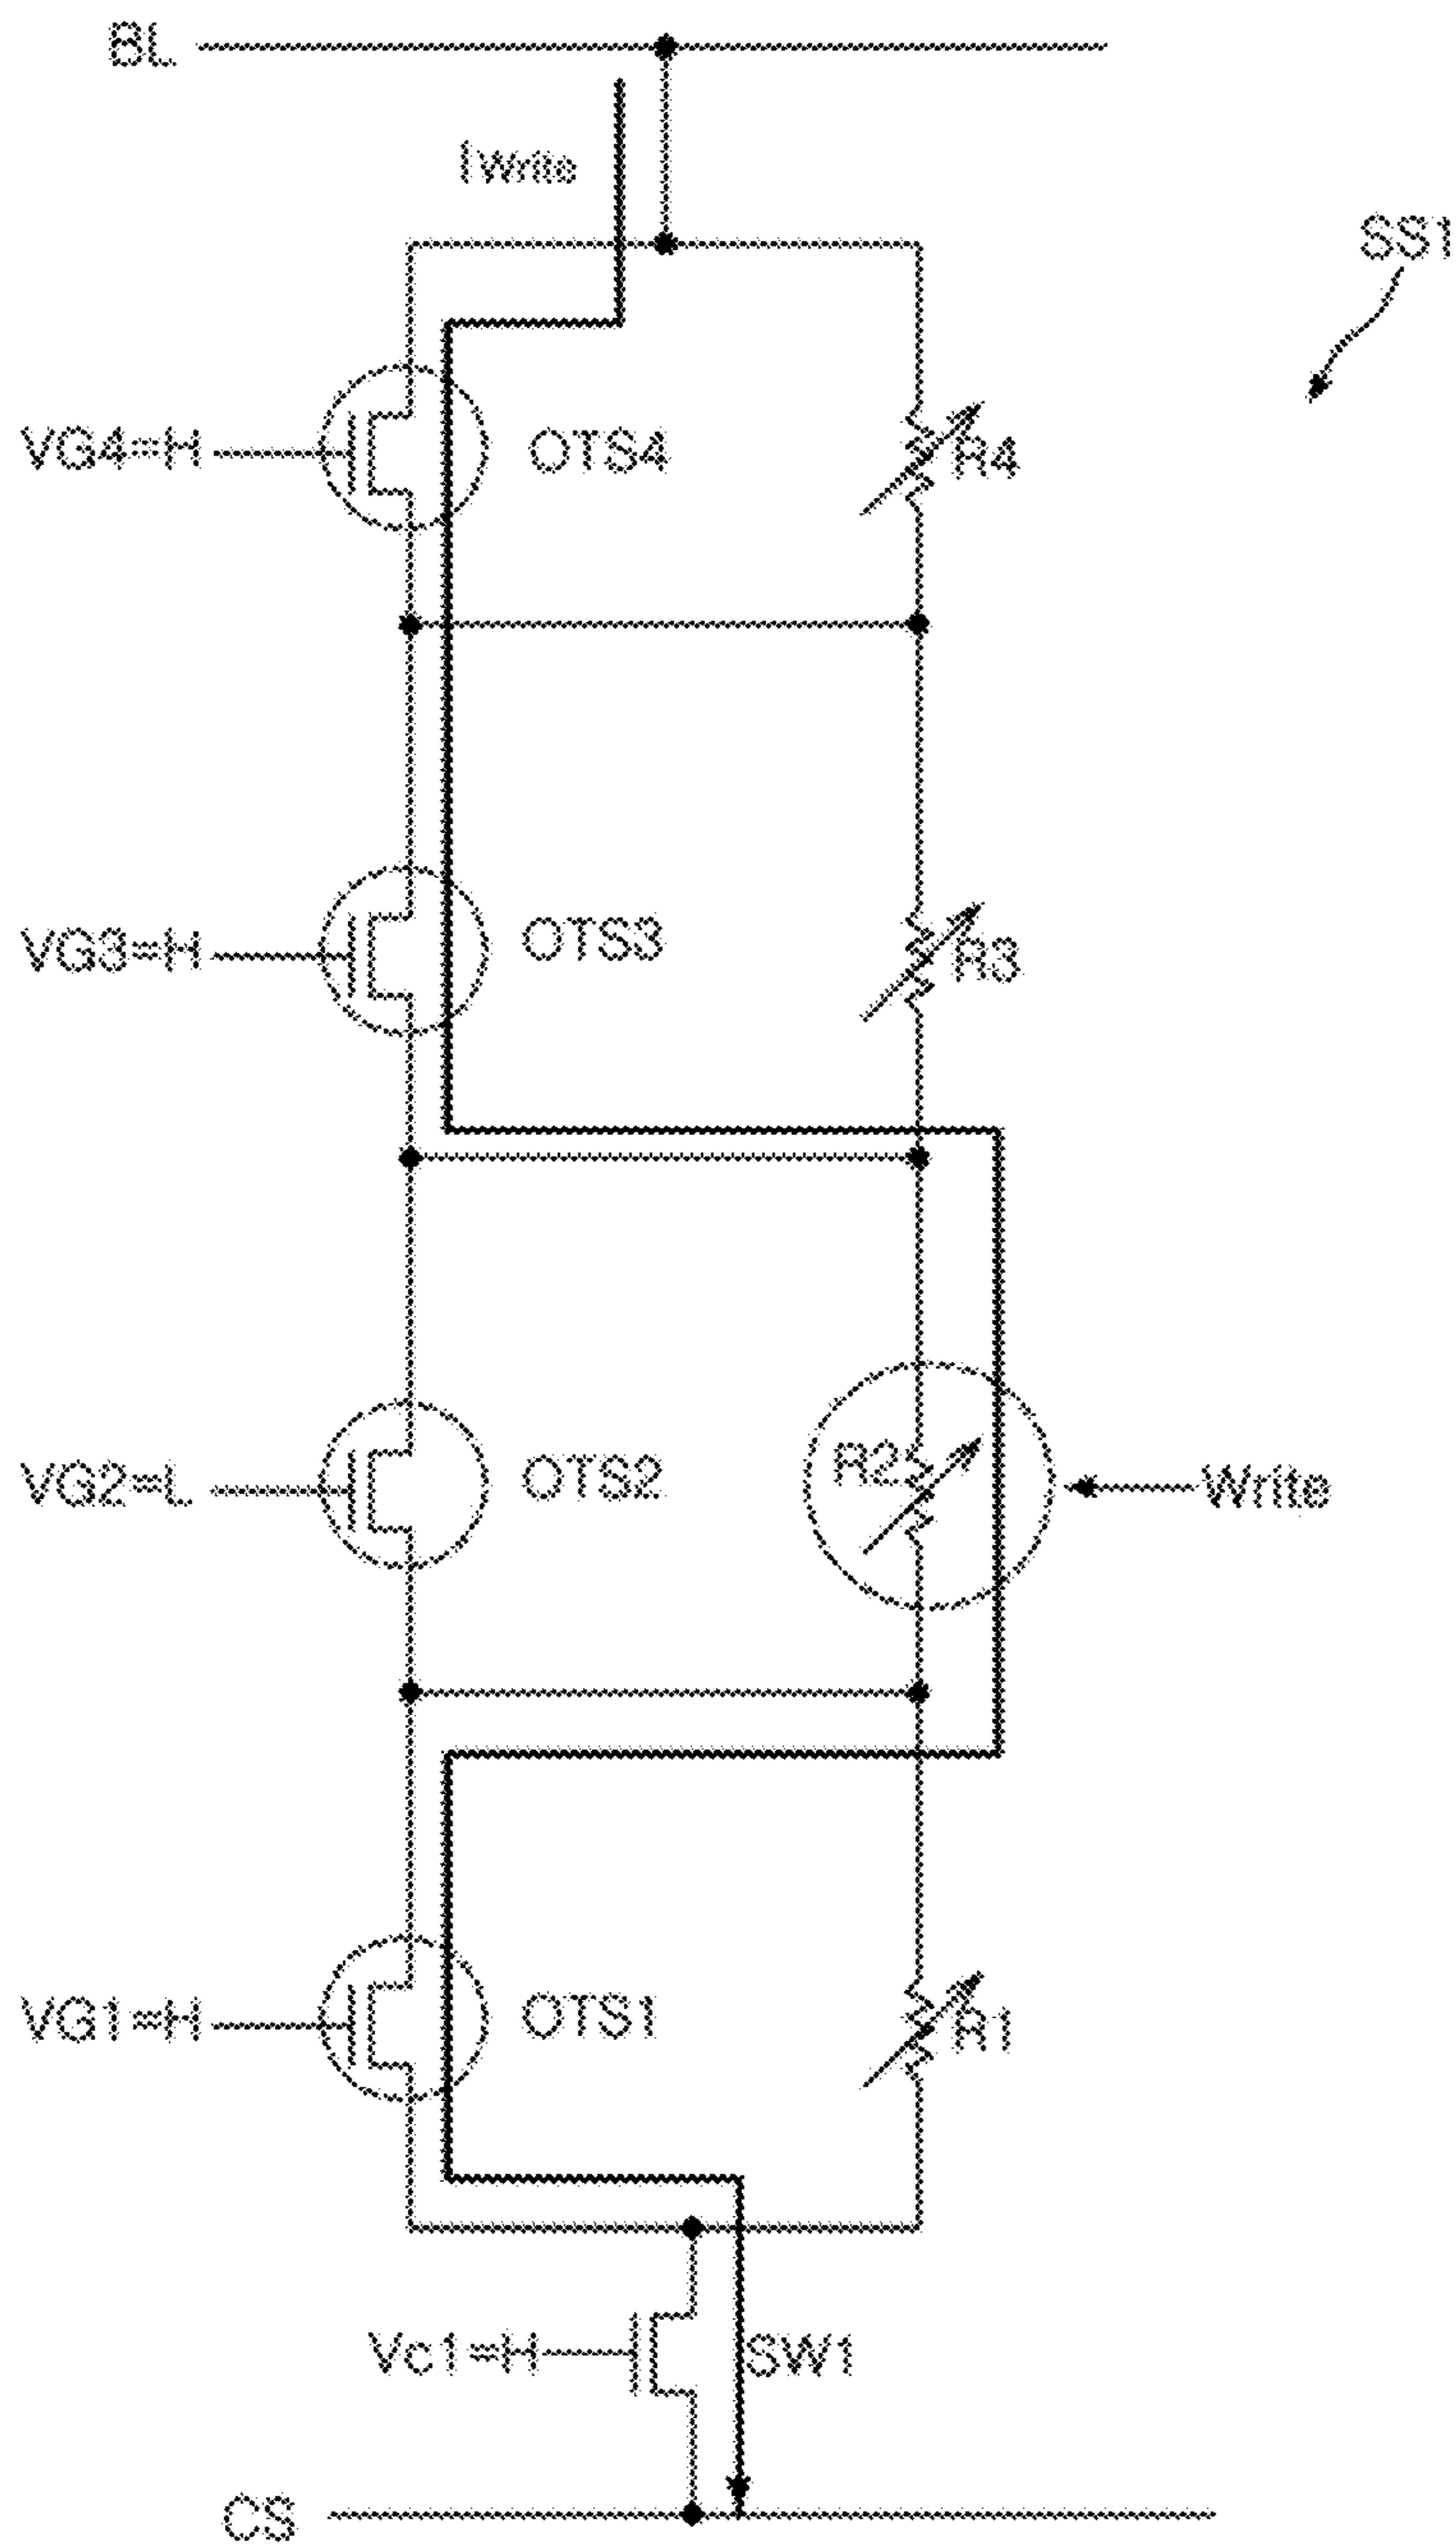 BL
IWrite
SS1
VG4=H
OTS4
R4
VG3=H
OTS3
R3
VG2=L
OTS2
R2
Write
VG1=H
OTS1
R1
Vc1=H
SW1
CS